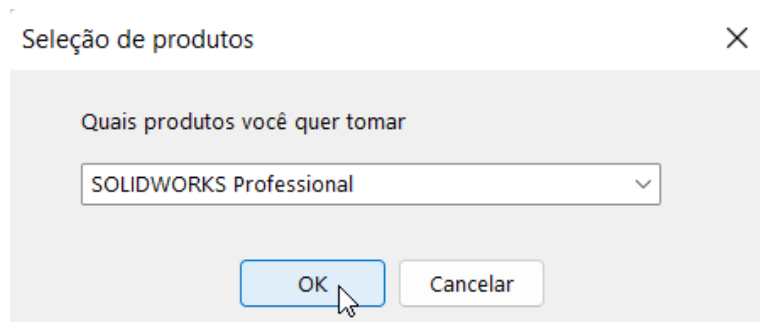 Seleção de produtos
Quais produtos você quer tomar
SOLIDWORKS Professional
OK
Cancelar